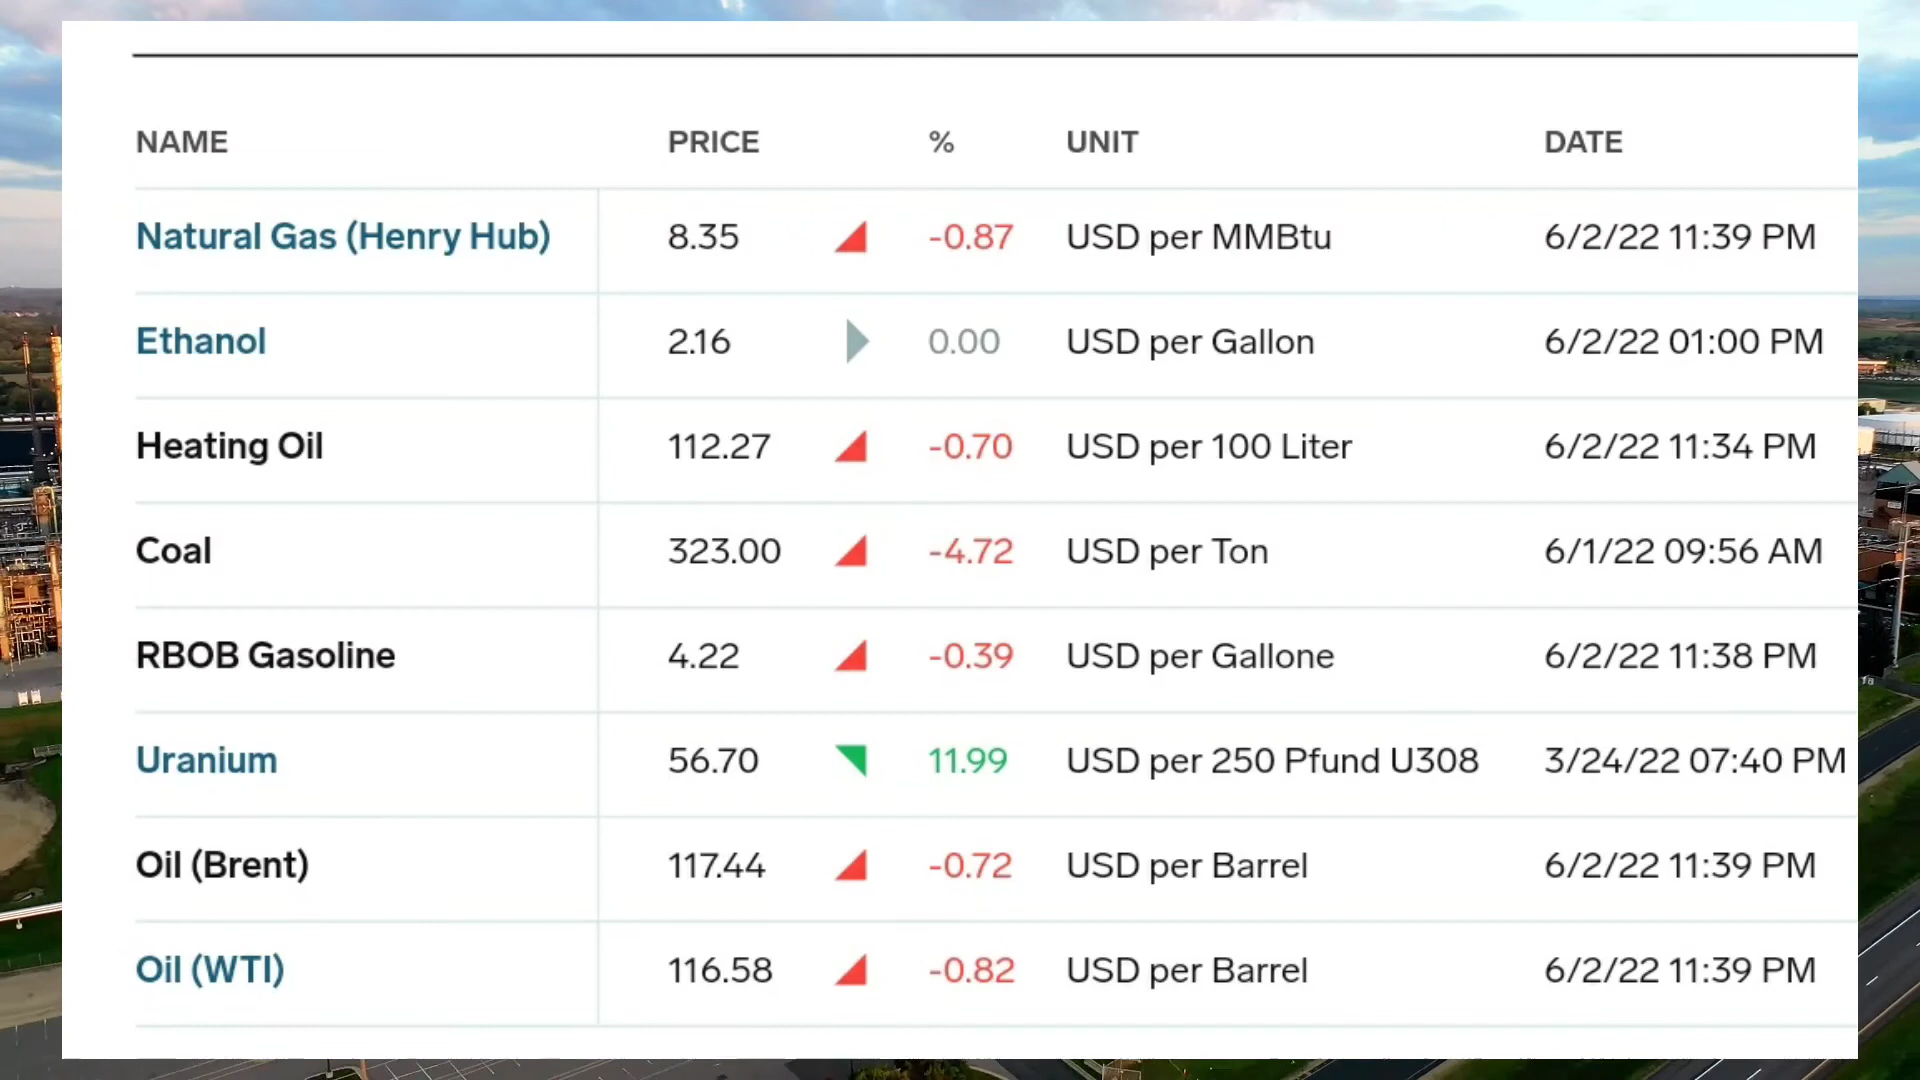 NAME PRICE % UNIT DATE
Natural Gas (Henry Hub) 8.35 -0.87 USD per MMBtu 6/2/22 11:39 PM
Ethanol 2.16 0.00 USD per Gallon 6/2/22 01:00 PM
Heating Oil 112.27 -0.70 USD per 100 Liter 6/2/22 11:34 PM
Coal 323.00 -4.72 USD per Ton 6/1/22 09:56 AM
RBOB Gasoline 4.22 -0.39 USD per Gallone 6/2/22 11:38 PM
Uranium 56.70 11.99 USD per 250 Pfund U308 3/24/22 07:40 PM
Oil (Brent) 117.44 -0.72 USD per Barrel 6/2/22 11:39 PM
Oil (WTI) 116.58 -0.82 USD per Barrel 6/2/22 11:39 PM